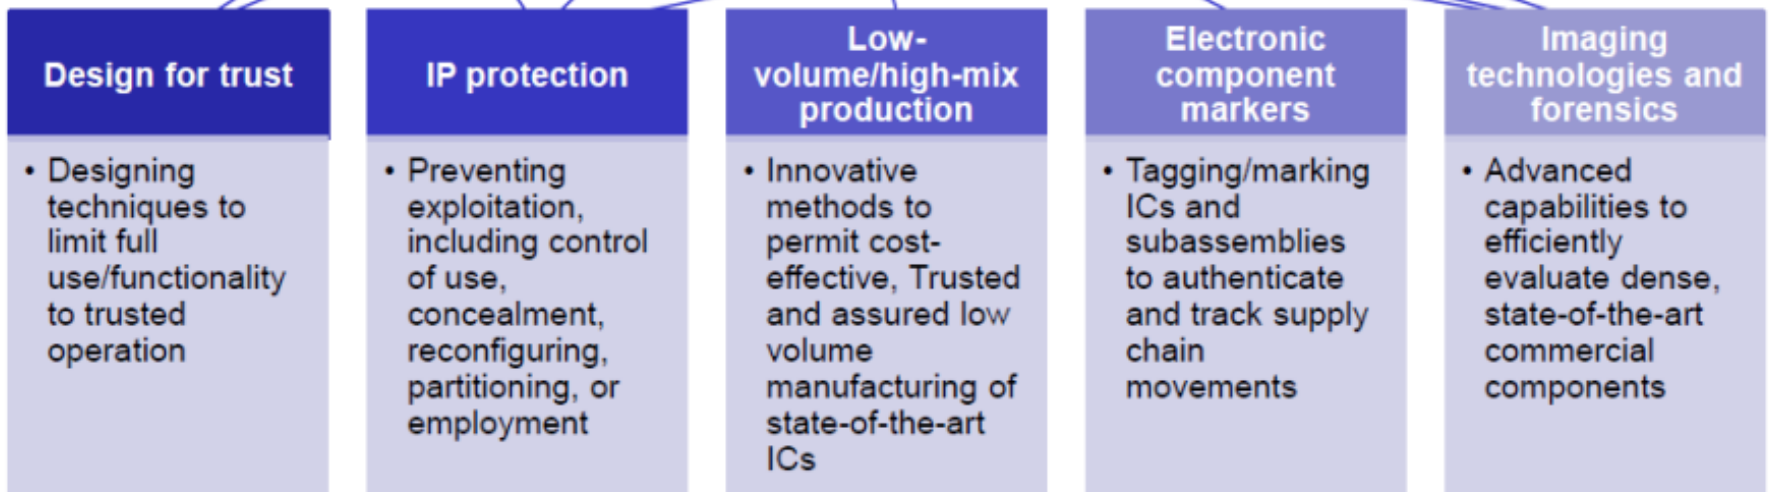 Design for trust
• Designing
techniques to
limit full
use/functionality
to trusted
operation
IP protection
• Preventing
exploitation,
including control
of use,
concealment,
reconfiguring,
partitioning, or
employment
Low-
volume/high-mix
production
• Innovative
methods to
permit cost-
effective, Trusted
and assured low
volume
manufacturing of
state-of-the-art
ICs
Electronic
component
markers
• Tagging/marking
ICs and
subassemblies
to authenticate
and track supply
chain
movements
Imaging
technologies and
forensics
• Advanced
capabilities to
efficiently
evaluate dense,
state-of-the-art
commercial
components